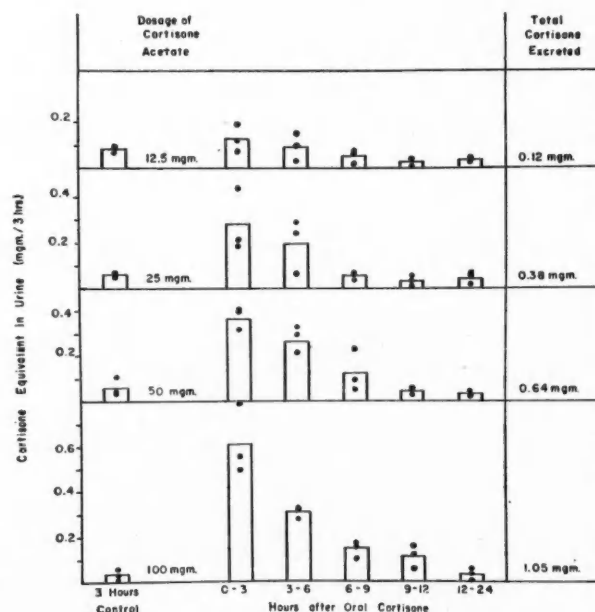 Dosage of
Cortisone
Acetate
Total
Cortisone
Excreted
Cortisone Equivalent in Urine (mgm./3 hrs)
0.2
12.5 mgm.
0.12 mgm.
0.4
0.2
25 mgm.
0.38 mgm.
0.4
0.2
50 mgm.
0.64 mgm.
0.6
0.4
0.2
100 mgm.
1.05 mgm.
3 Hours
Control
0-3
3-6
6-9
9-12
12-24
Hours after Oral Cortisone